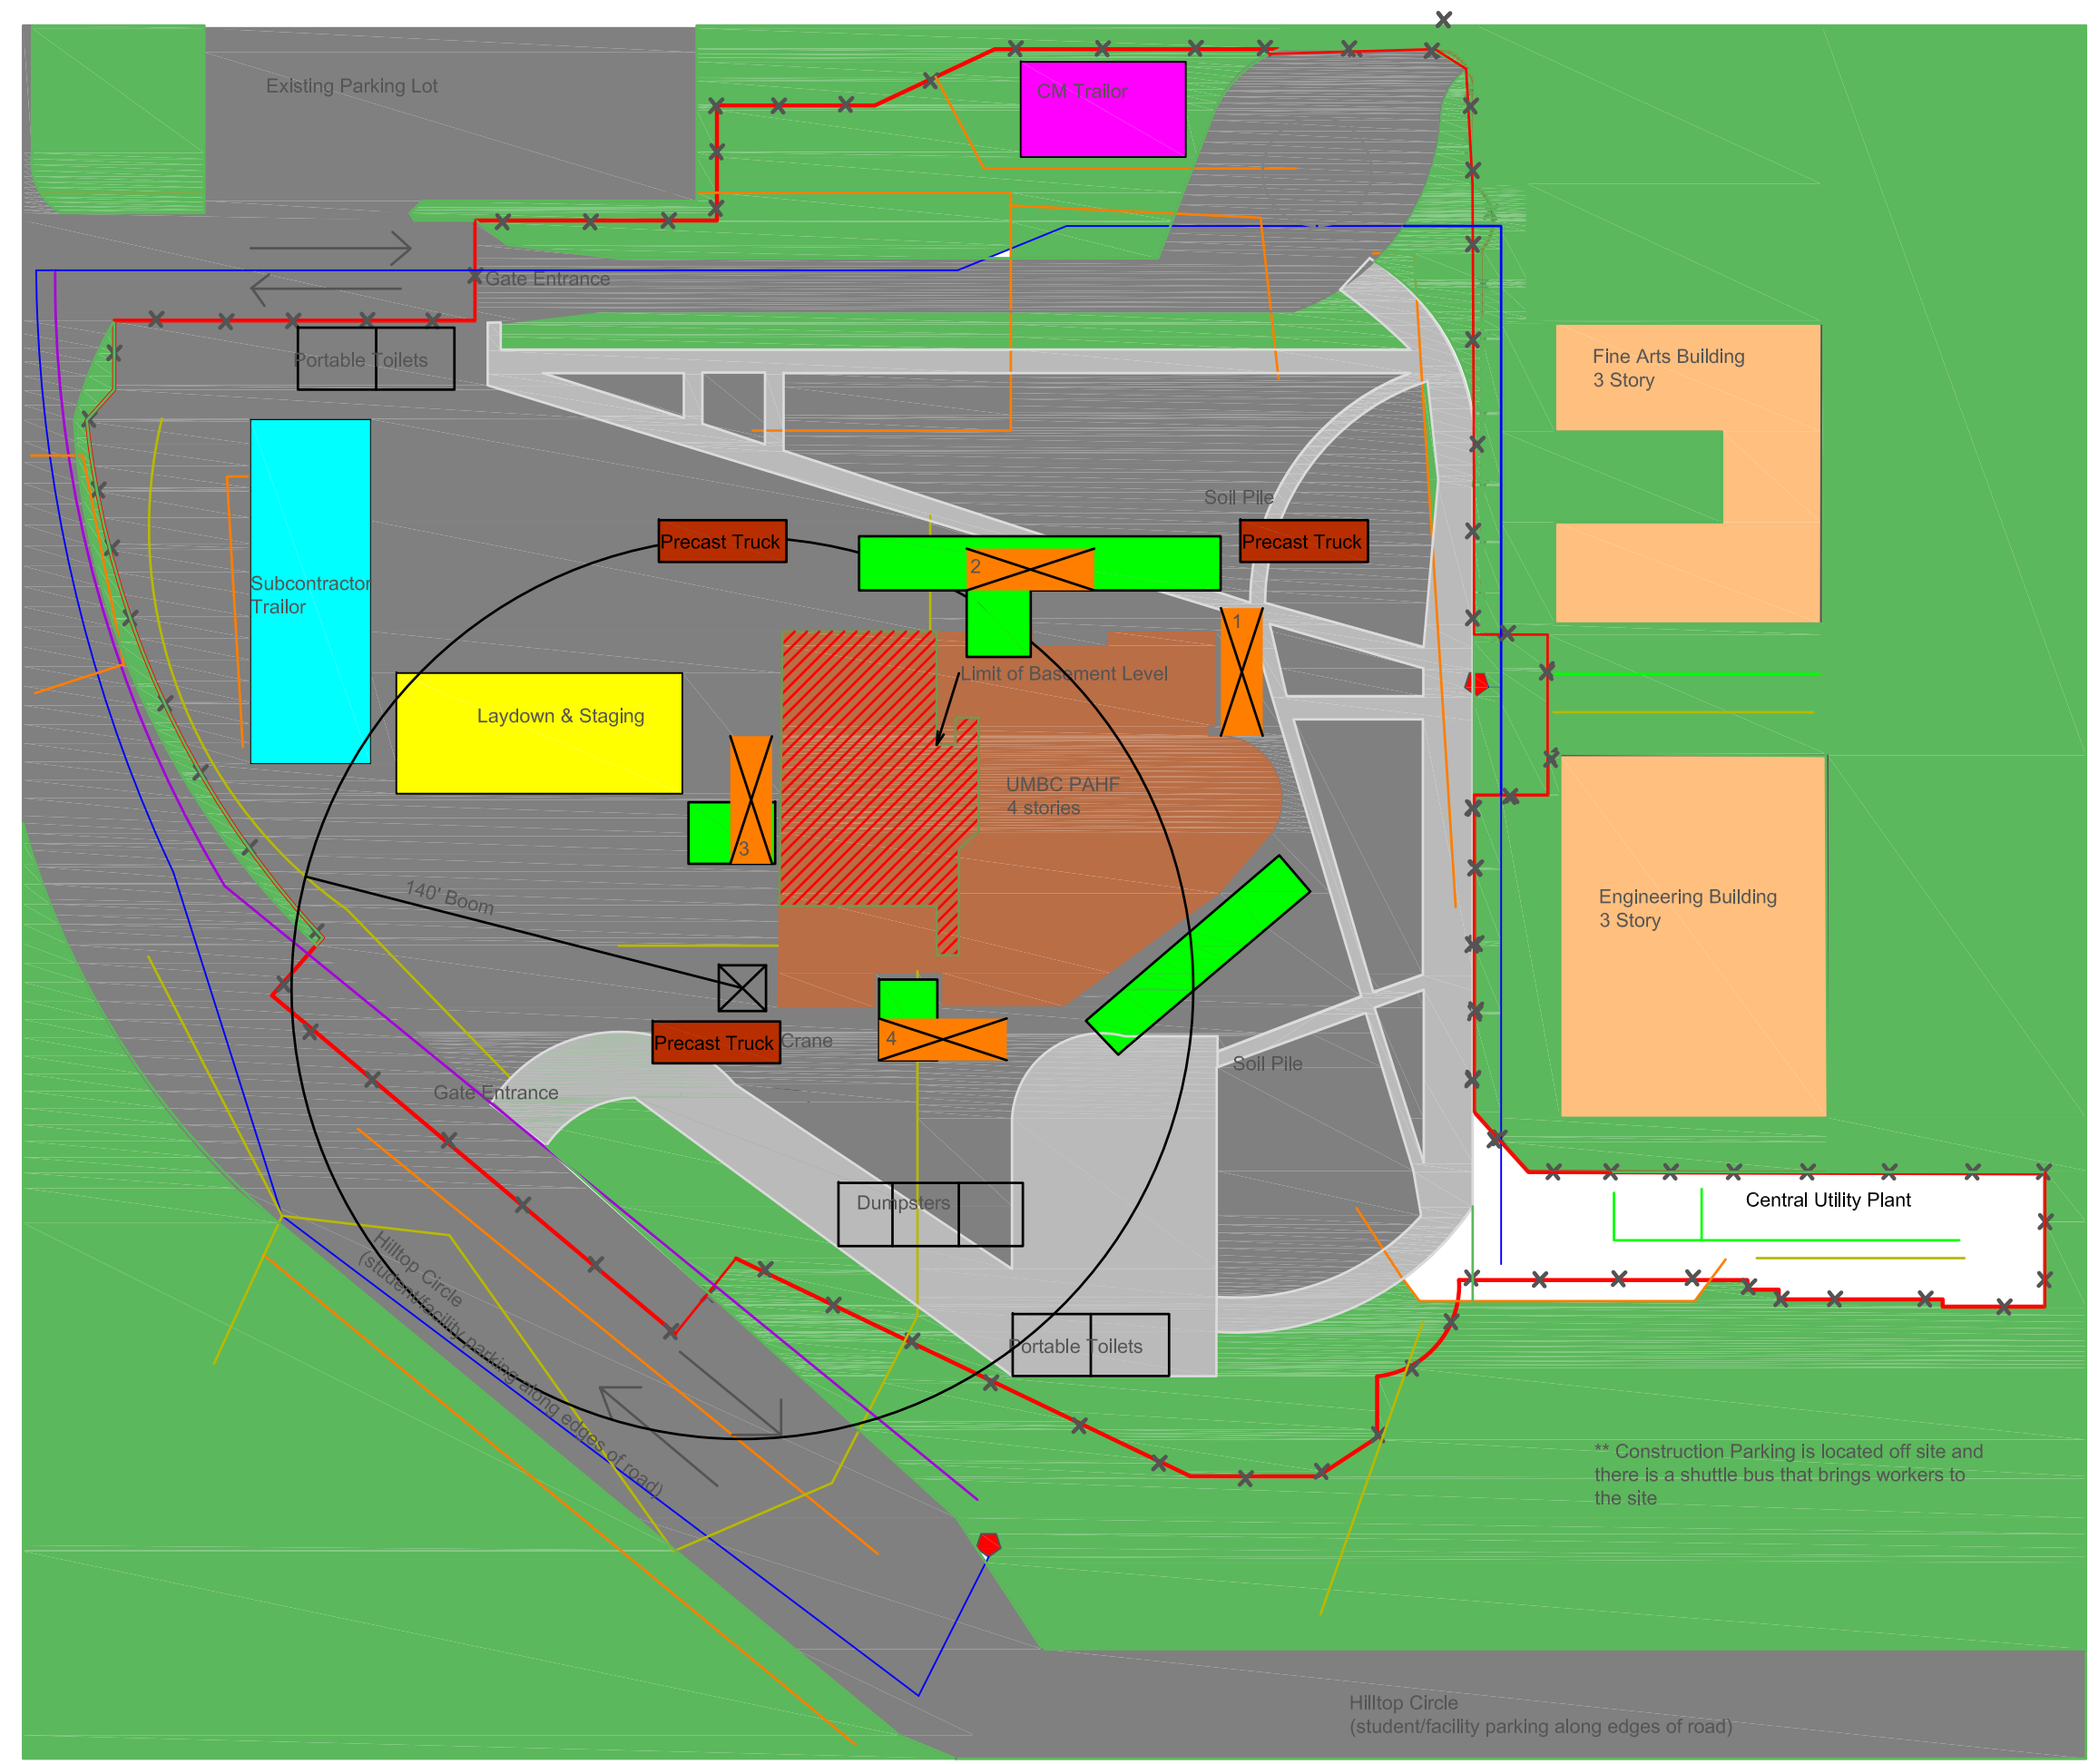 Existing Parking Lot
CM Trailor
Gate Entrance
Portable Toilets
Fine Arts Building
3 Story
Soil Pile
Precast Truck
Precast Truck
2
Subcontractor
Trailor
1
Limit of Basement Level
Laydown & Staging
UMBC PAHF
4 stories
3
140' Boom
Engineering Building
3 Story
Precast Truck
Crane
4
Soil Pile
Gate Entrance
Dumpsters
Central Utility Plant
Hilltop Circle
(student/facility parking along edges of road)
Portable Toilets
** Construction Parking is located off site and
there is a shuttle bus that brings workers to
the site
Hilltop Circle
(student/facility parking along edges of road)